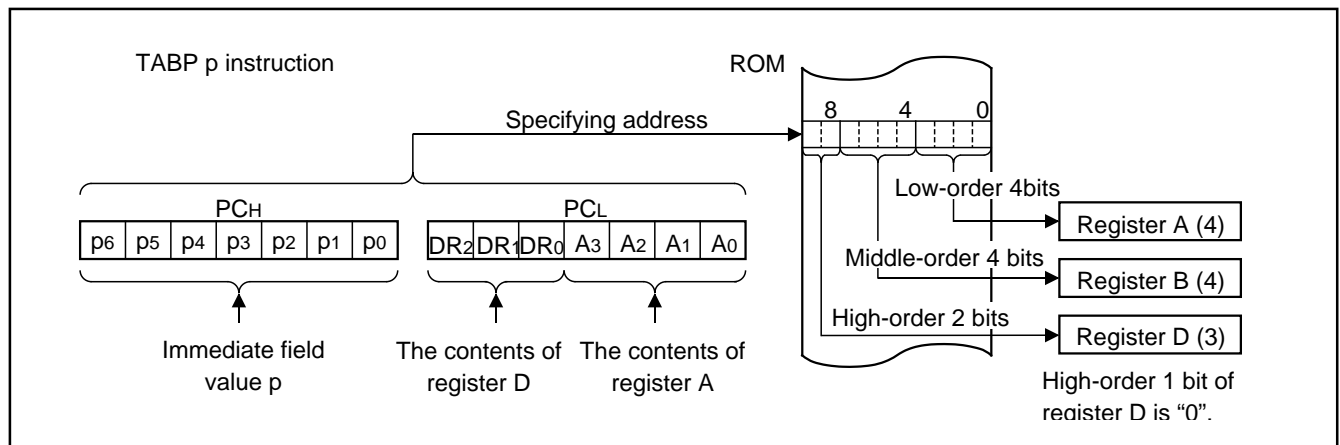 TABP p instruction
ROM
8 4 0
Specifying address
Low-order 4bits
PCH
PCL
p6 p5 p4 p3 p2 p1 p0
DR2 DR1 DR0 A3 A2 A1 A0
Register A (4)
Middle-order 4 bits
Register B (4)
High-order 2 bits
Register D (3)
Immediate field
value p
The contents of
register D
The contents of
register A
High-order 1 bit of
register D is “0”.